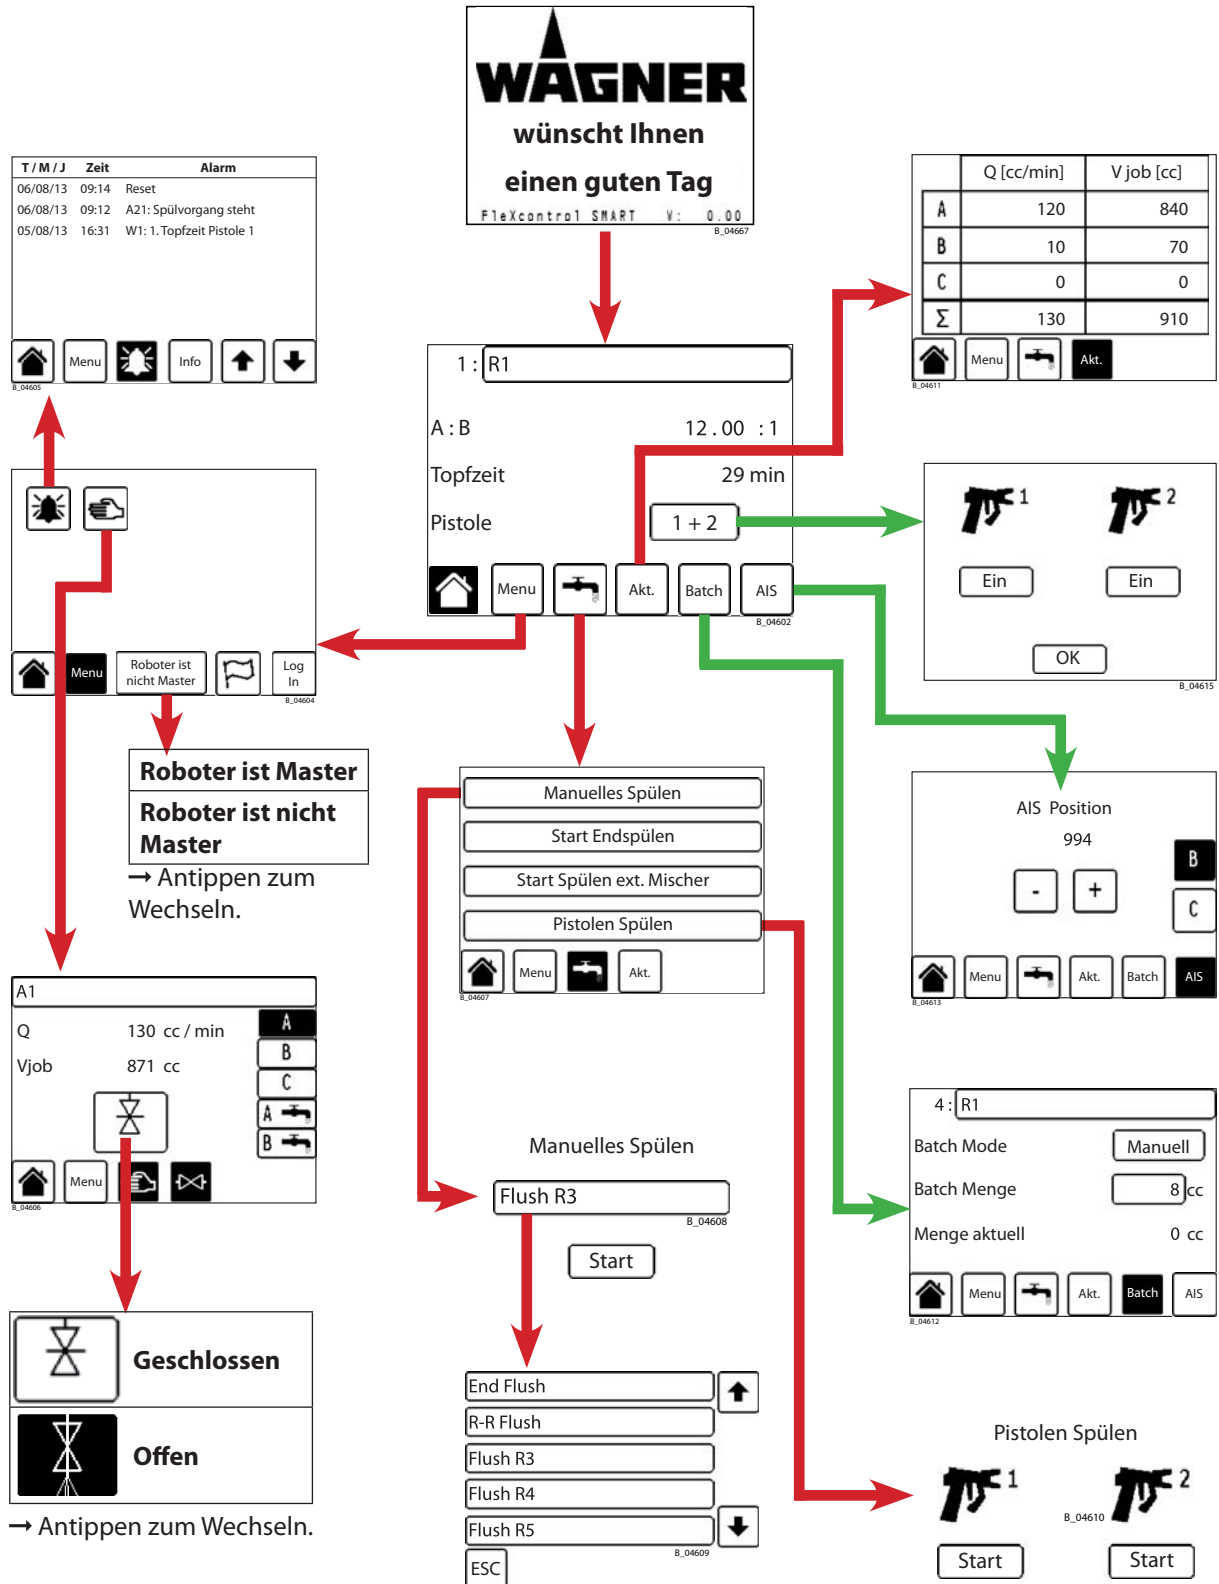 WAGNER
wünscht Ihnen
einen guten Tag
FleXcontrol SMART V: 0.00
B_04667
T / M / J Zeit Alarm
06/08/13 09:14 Reset
06/08/13 09:12 A21: Spülvorgang steht
05/08/13 16:31 W1: 1. Topfzeit Pistole 1
Menu Info
B_04605
Q [cc/min] V job [cc]
A 120 840
B 10 70
C 0 0
Σ 130 910
Menu Akt.
B_04611
1 : R1
A : B 12.00 : 1
Topfzeit 29 min
Pistole 1 + 2
Menu Akt. Batch AIS
B_04602
1 2
Ein Ein
OK
B_04615
Menu Roboter ist nicht Master Log In
B_04604
Roboter ist Master
Roboter ist nicht
Master
→ Antippen zum
Wechseln.
Manuelles Spülen
Start Endspülen
Start Spülen ext. Mischer
Pistolen Spülen
Menu Akt.
B_04607
AIS Position
994
B
- +
C
Menu Akt. Batch AIS
B_04613
A1
Q 130 cc / min
Vjob 871 cc
A
B
C
A
B
Menu
B_04606
Manuelles Spülen
Flush R3
B_04608
Start
4 : R1
Batch Mode Manuell
Batch Menge 8 cc
Menge aktuell 0 cc
Menu Akt. Batch AIS
B_04612
Geschlossen
Offen
→ Antippen zum Wechseln.
End Flush
R-R Flush
Flush R3
Flush R4
Flush R5
B_04609
ESC
Pistolen Spülen
1 2
B_04610
Start Start